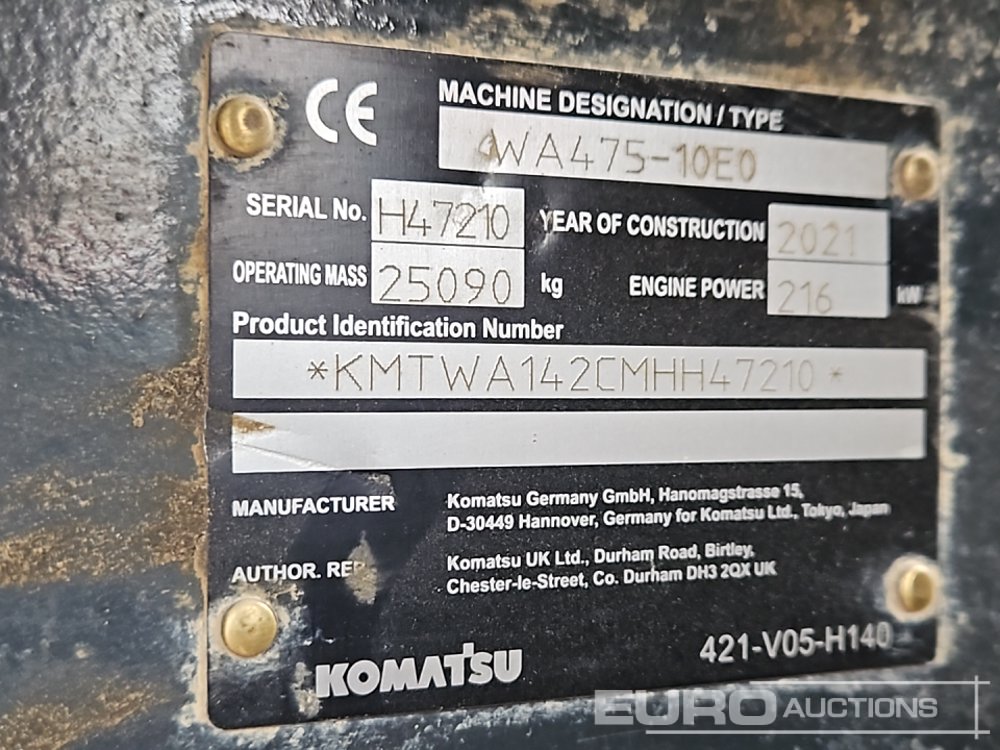 CE
MACHINE DESIGNATION / TYPE
WA475-10E0
SERIAL No. H47210 YEAR OF CONSTRUCTION 2021
OPERATING MASS 25090 kg ENGINE POWER 216 kW
Product Identification Number
*KMTWA142CMHH47210*
MANUFACTURER Komatsu Germany GmbH, Hanomagstrasse 15,
D-30449 Hannover, Germany for Komatsu Ltd., Tokyo, Japan
AUTHOR. REP Komatsu UK Ltd., Durham Road, Birtley,
Chester-le-Street, Co. Durham DH3 2QX UK
KOMATSU 421-V05-H140
EURO AUCTIONS